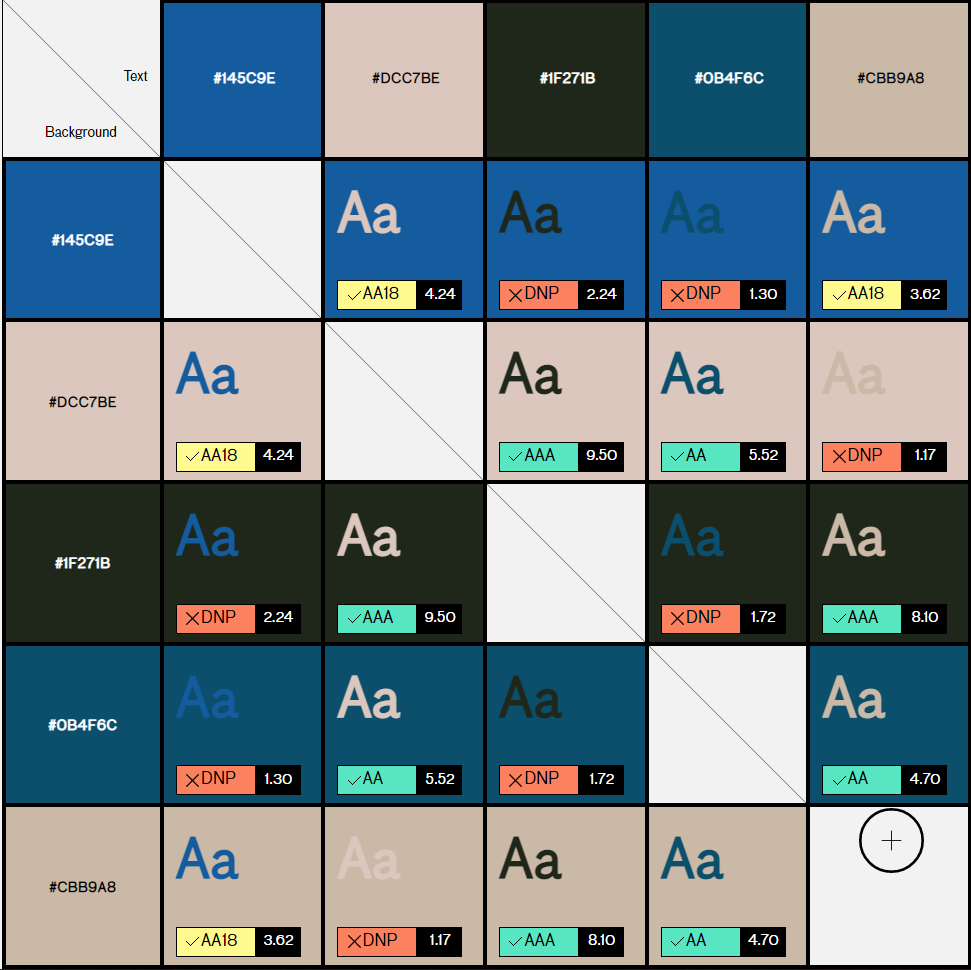 Text
Background
#145C9E
#DCC7BE
#1F271B
#0B4F6C
#CBB9A8
#145C9E
Aa
Aa
Aa
Aa
AA18 4.24
DNP 2.24
DNP 1.30
AA18 3.62
#DCC7BE
Aa
Aa
Aa
Aa
AA18 4.24
AAA 9.50
AA 5.52
DNP 1.17
#1F271B
Aa
Aa
Aa
Aa
DNP 2.24
AAA 9.50
DNP 1.72
AAA 8.10
#0B4F6C
Aa
Aa
Aa
Aa
DNP 1.30
AA 5.52
DNP 1.72
AA 4.70
#CBB9A8
Aa
Aa
Aa
Aa
AA18 3.62
DNP 1.17
AAA 8.10
AA 4.70